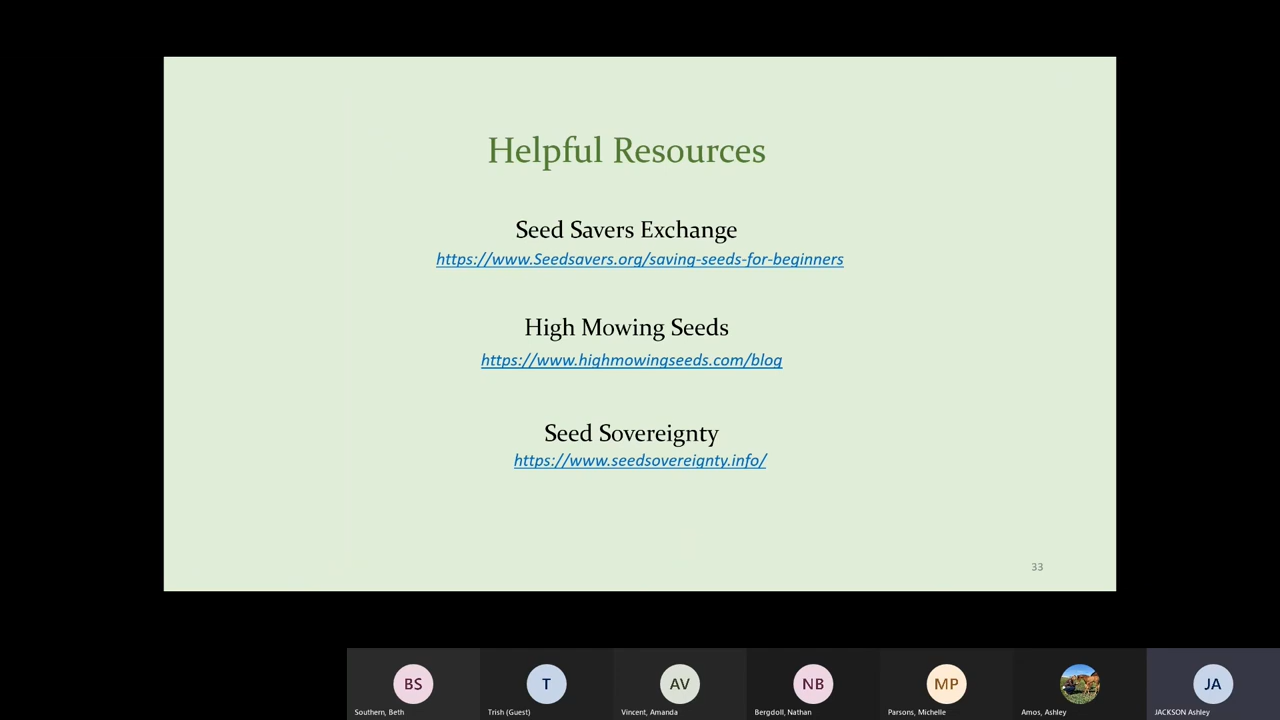 Helpful Resources
Seed Savers Exchange
https://www.Seedsavers.org/saving-seeds-for-beginners
High Mowing Seeds
https://www.highmowingseeds.com/blog
Seed Sovereignty
https://www.seedsovereignty.info/
33
BS T AV NB MP JA
Southern, Beth Trish (Guest) Vincent, Amanda Bergdoll, Nathan Parsons, Michelle Amos, Ashley JACKSON Ashley